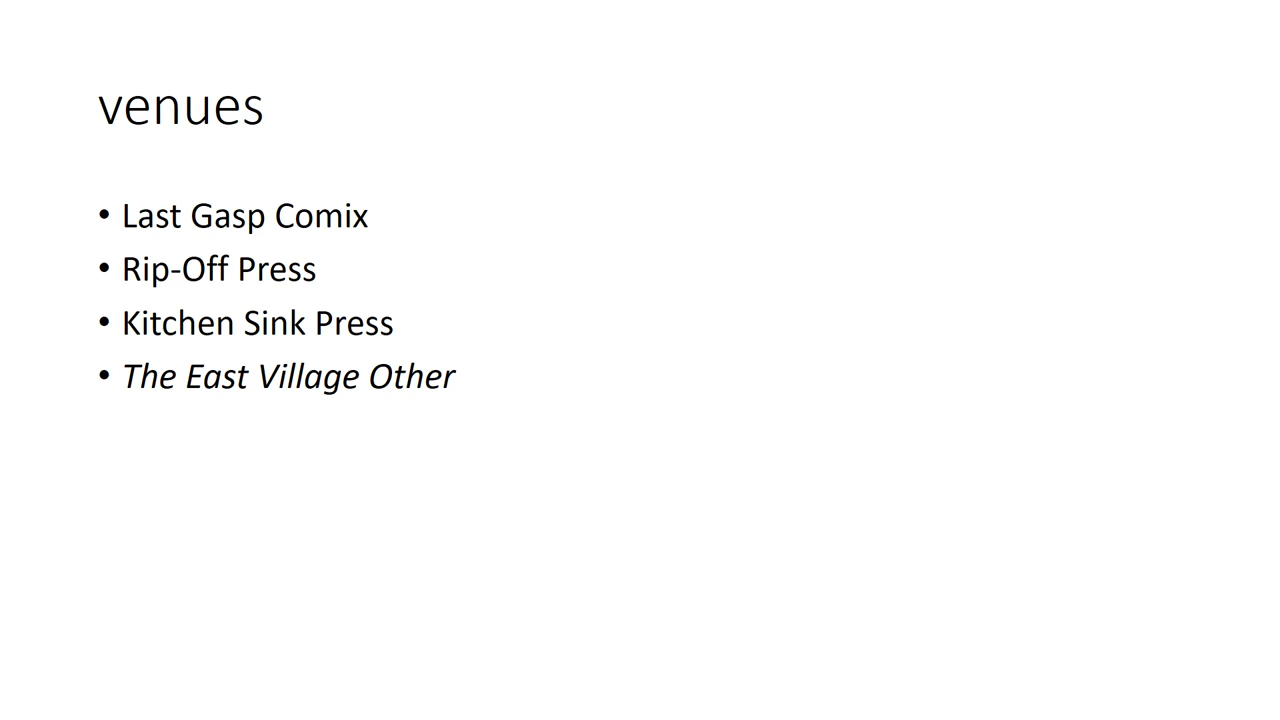 venues
• Last Gasp Comix
• Rip-Off Press
• Kitchen Sink Press
• The East Village Other